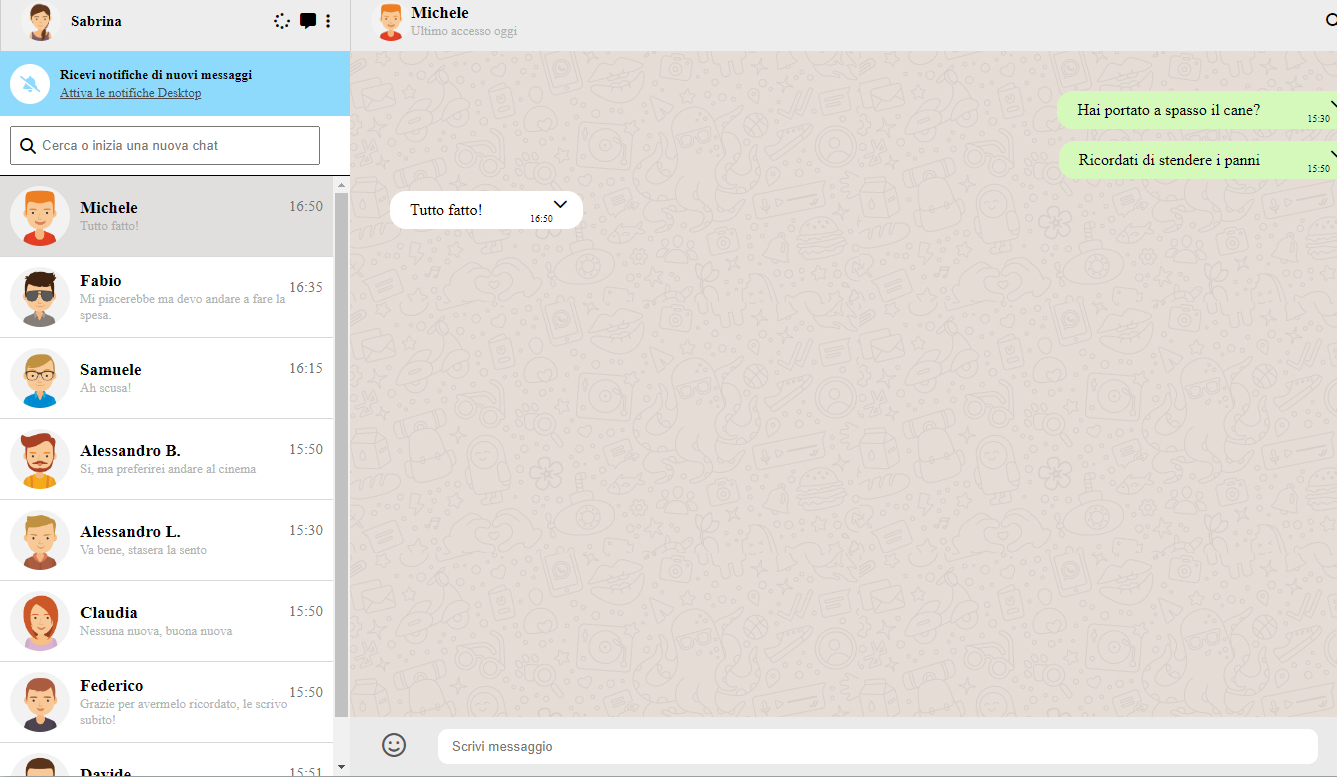 Sabrina
Ricevi notifiche di nuovi messaggi
Attiva le notifiche Desktop
Cerca o inizia una nuova chat
Michele
16:50
Tutto fatto!
Fabio
16:35
Mi piacerebbe ma devo andare a fare la
spesa.
Samuele
16:15
Ah scusa!
Alessandro B.
15:50
Si, ma preferirei andare al cinema
Alessandro L.
15:30
Va bene, stasera la sento
Claudia
15:50
Nessuna nuova, buona nuova
Federico
15:50
Grazie per avermelo ricordato, le scrivo
subito!
Davide
15:51
Michele
Ultimo accesso oggi
Hai portato a spasso il cane?
15:30
Ricordati di stendere i panni
15:50
Tutto fatto!
16:50
Scrivi messaggio